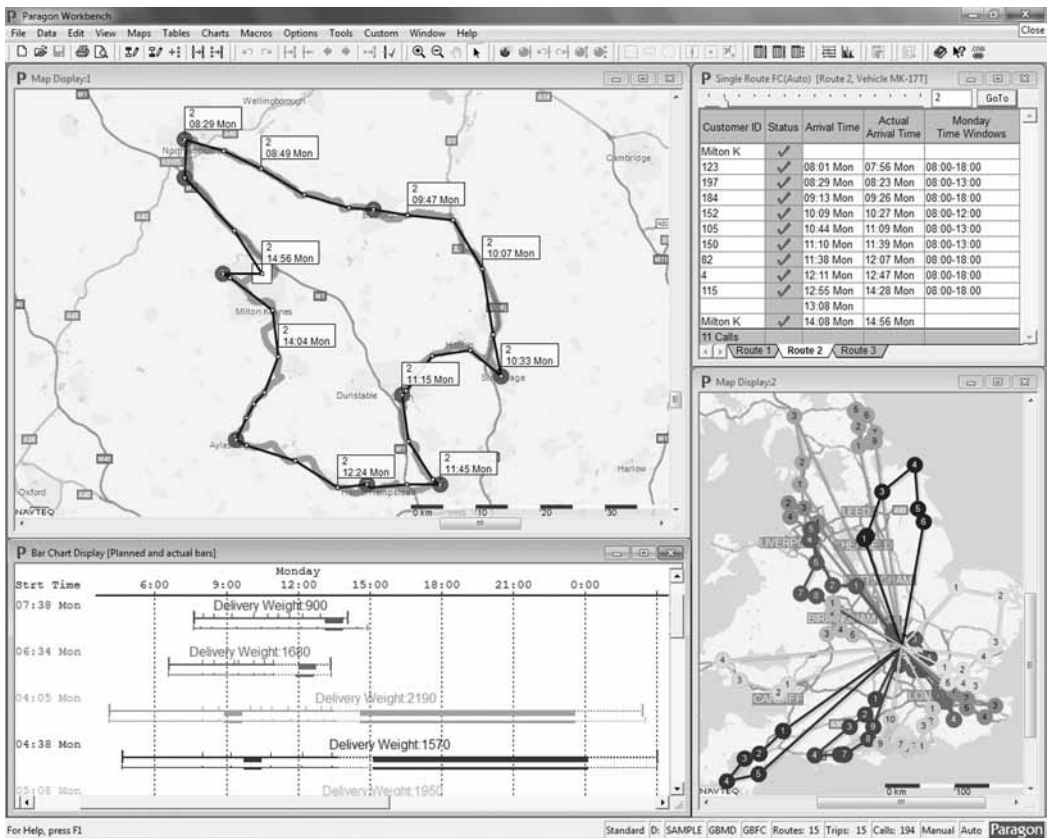 Paragon Workbench
File Data Edit View Maps Tables Charts Macros Options Tools Custom Window Help
Close
Map Display:1
Wellingborough
2
08:29 Mon
2
08:49 Mon
2
09:47 Mon
2
10:07 Mon
2
14:56 Mon
Milton Keynes
2
14:04 Mon
2
10:33 Mon
2
11:15 Mon
Dunstable
2
12:24 Mon
2
11:45 Mon
Cambridge
Harlow
Oxford
NAVTEQ
0 km 10 20 30
Single Route FC(Auto) [Route 2, Vehicle MK-17T]
2 GoTo
Customer ID Status Arrival Time Actual Arrival Time Monday Time Windows
Milton K
123 08:01 Mon 07:56 Mon 08:00-18:00
197 08:29 Mon 08:23 Mon 08:00-13:00
184 09:13 Mon 09:26 Mon 08:00-18:00
152 10:09 Mon 10:27 Mon 08:00-12:00
105 10:44 Mon 11:09 Mon 08:00-13:00
150 11:10 Mon 11:39 Mon 08:00-13:00
82 11:38 Mon 12:07 Mon 08:00-18:00
4 12:11 Mon 12:47 Mon 08:00-18:00
115 12:55 Mon 14:28 Mon 08:00-18:00
13:08 Mon
Milton K 14:08 Mon 14:56 Mon
11 Calls
Route 1 Route 2 Route 3
Map Display:2
NAVTEQ
0 km 100
Bar Chart Display [Planned and actual bars]
Monday
Strt Time 6:00 9:00 12:00 15:00 18:00 21:00 0:00
07:38 Mon Delivery Weight:900
06:34 Mon Delivery Weight:1680
04:05 Mon Delivery Weight:2190
04:38 Mon Delivery Weight:1570
05:08 Mon Delivery Weight:1950
For Help, press F1
Standard D: SAMPLE GBMD GBFC Routes: 15 Trips: 15 Calls: 194 Manual Auto Paragon